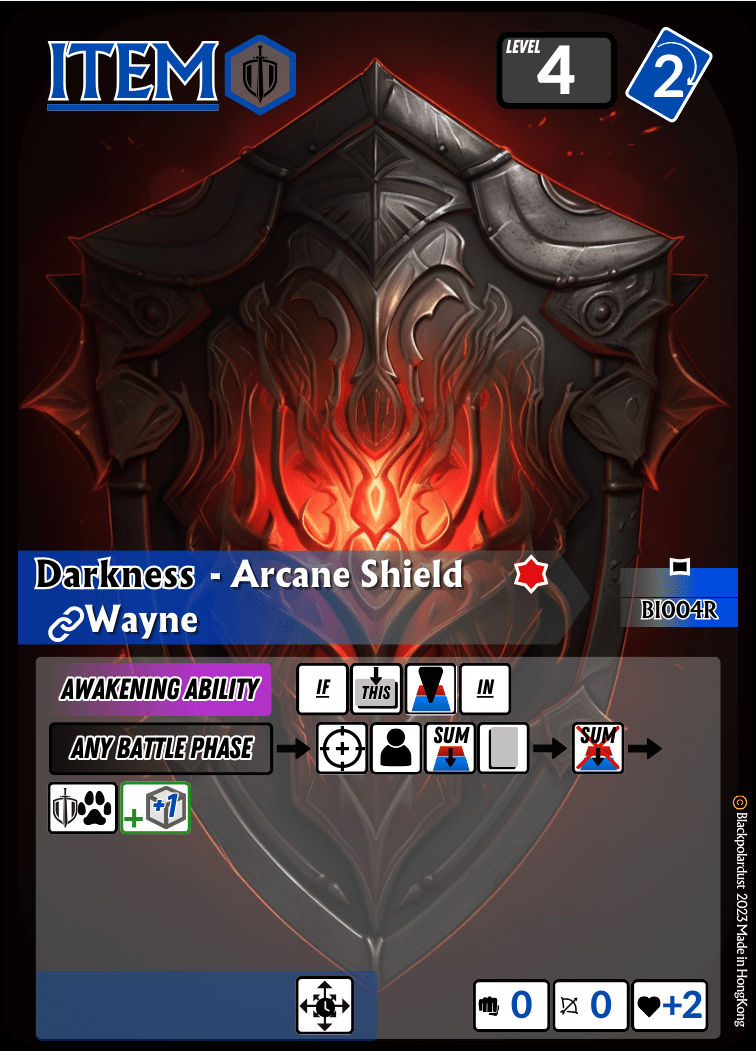 ITEM
LEVEL
4
2
Darkness - Arcane Shield
Wayne
BI004R
AWAKENING ABILITY IF THIS IN
ANY BATTLE PHASE SUM SUM
+ +1
0 0 +2
© Blackpolardust 2023 Made in HongKong